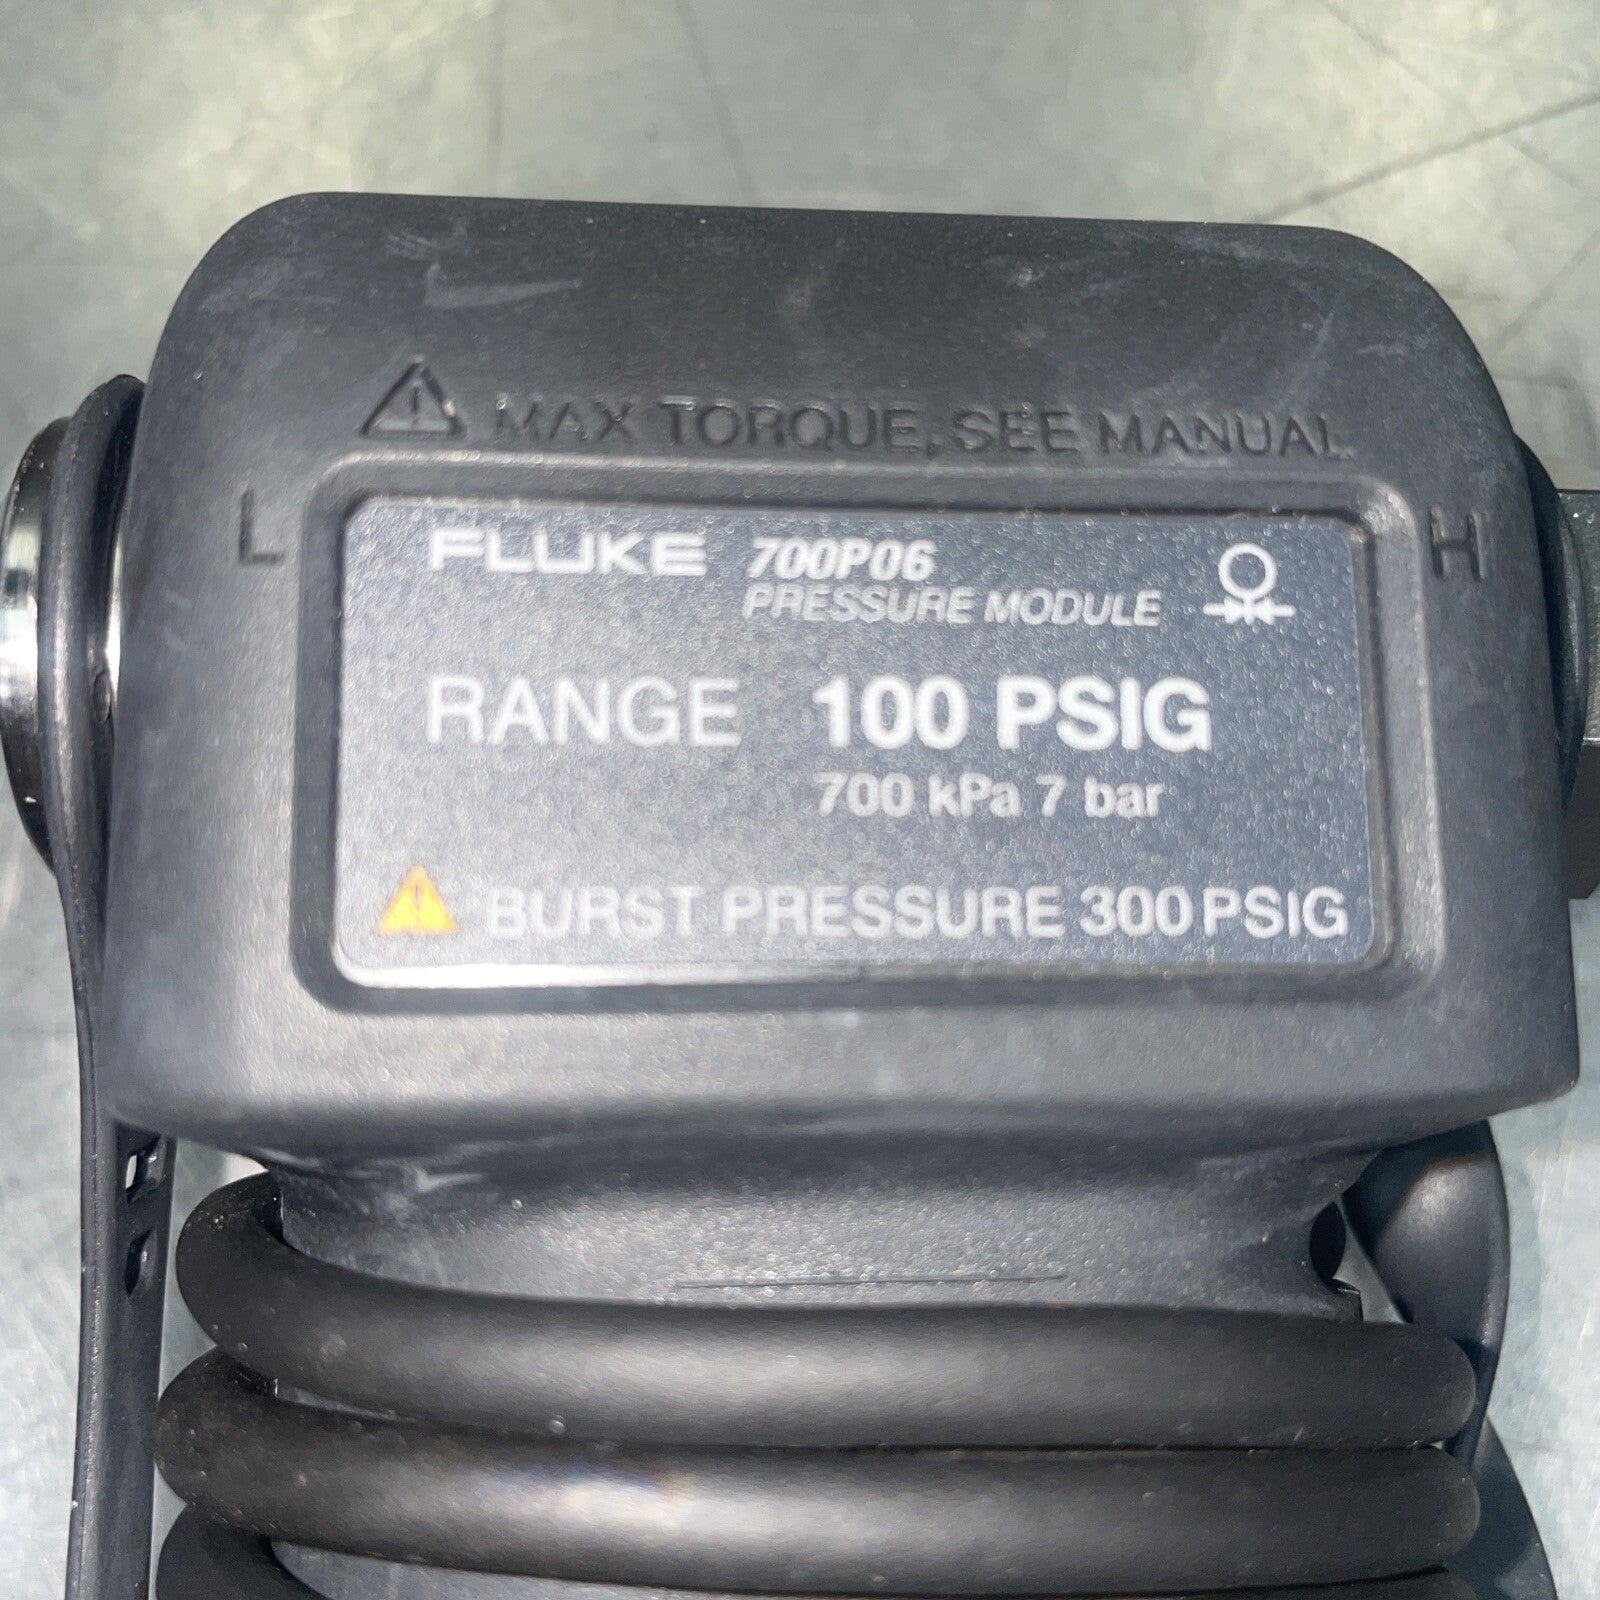 MAX TORQUE, SEE MANUAL
L
H
FLUKE 700P06
PRESSURE MODULE
RANGE 100 PSIG
700 kPa 7 bar
BURST PRESSURE 300 PSIG